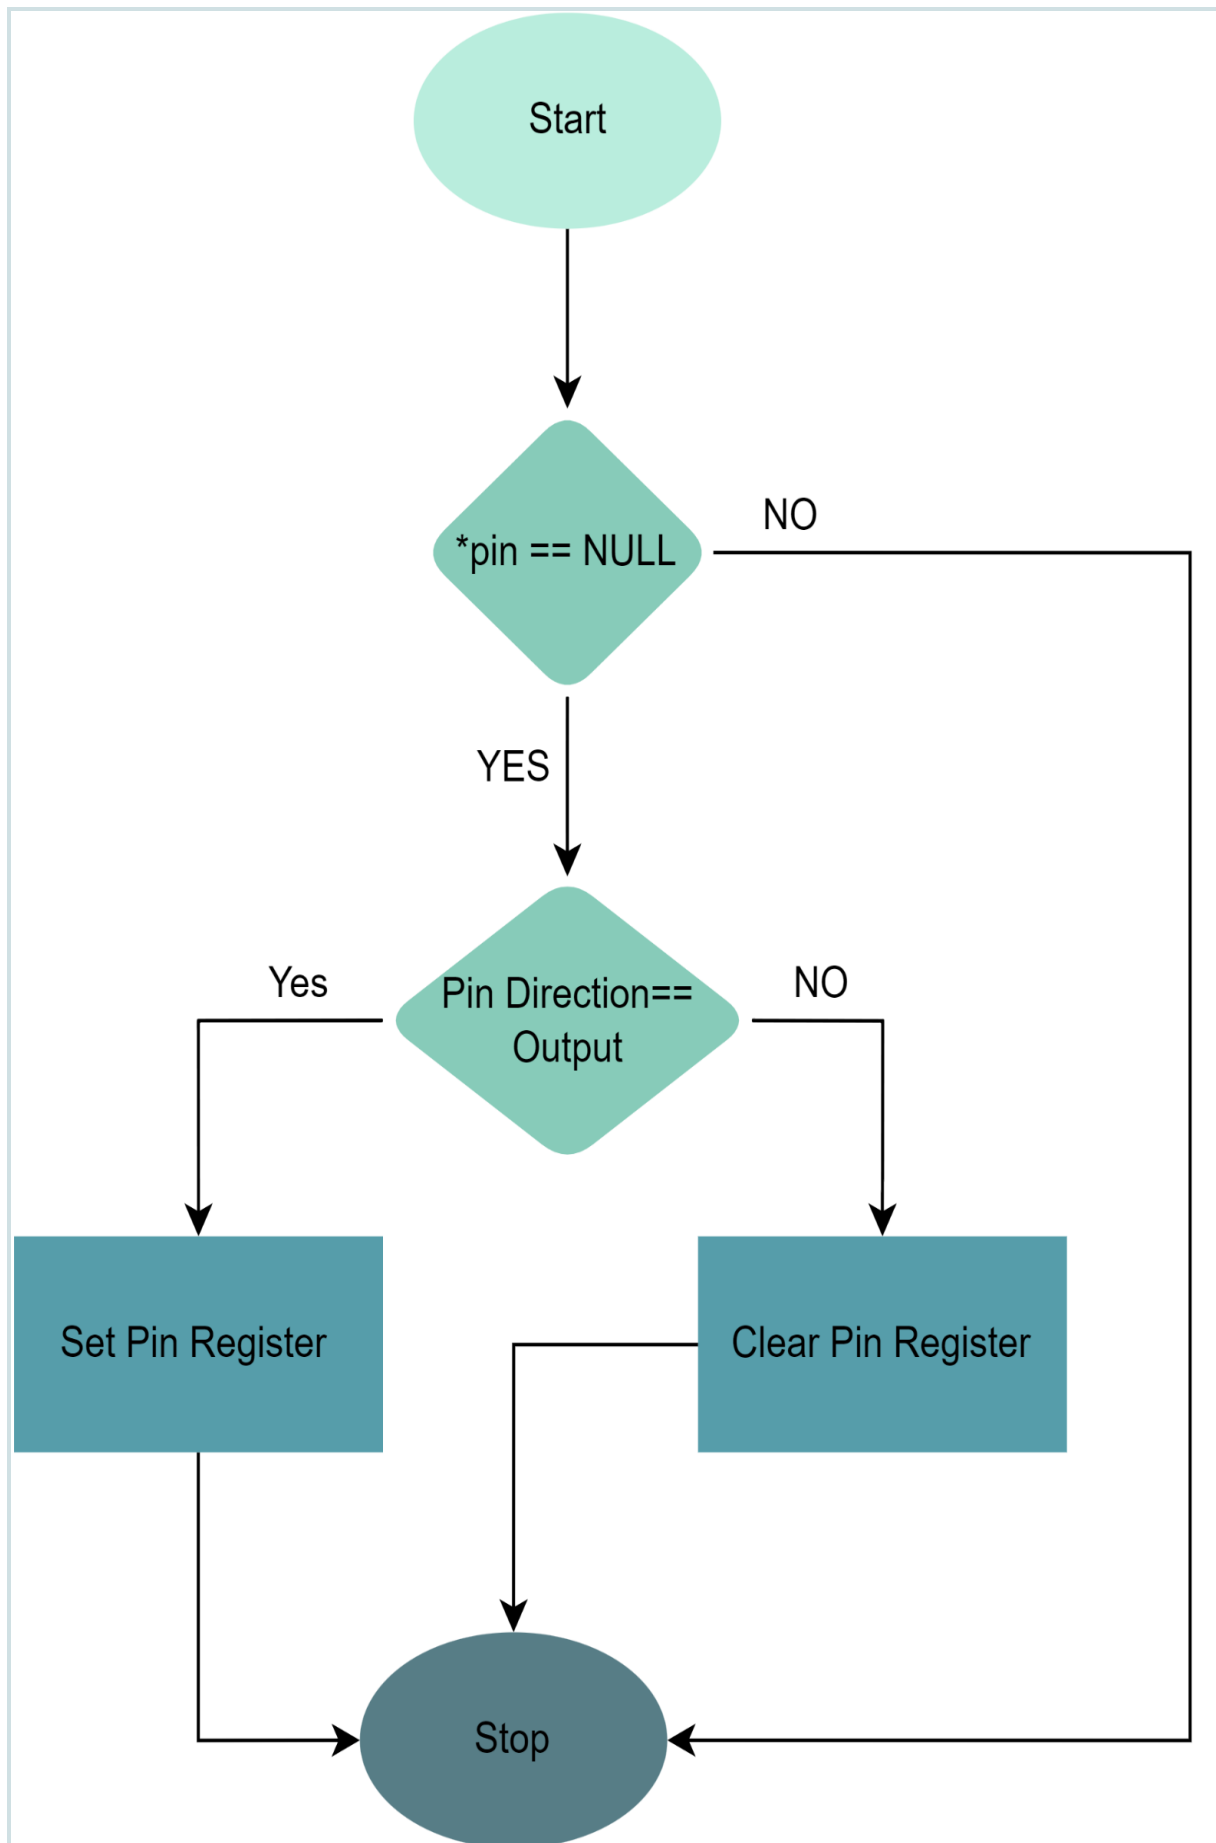 Start
*pin == NULL
NO
YES
Pin Direction==
Output
Yes
NO
Set Pin Register
Clear Pin Register
Stop